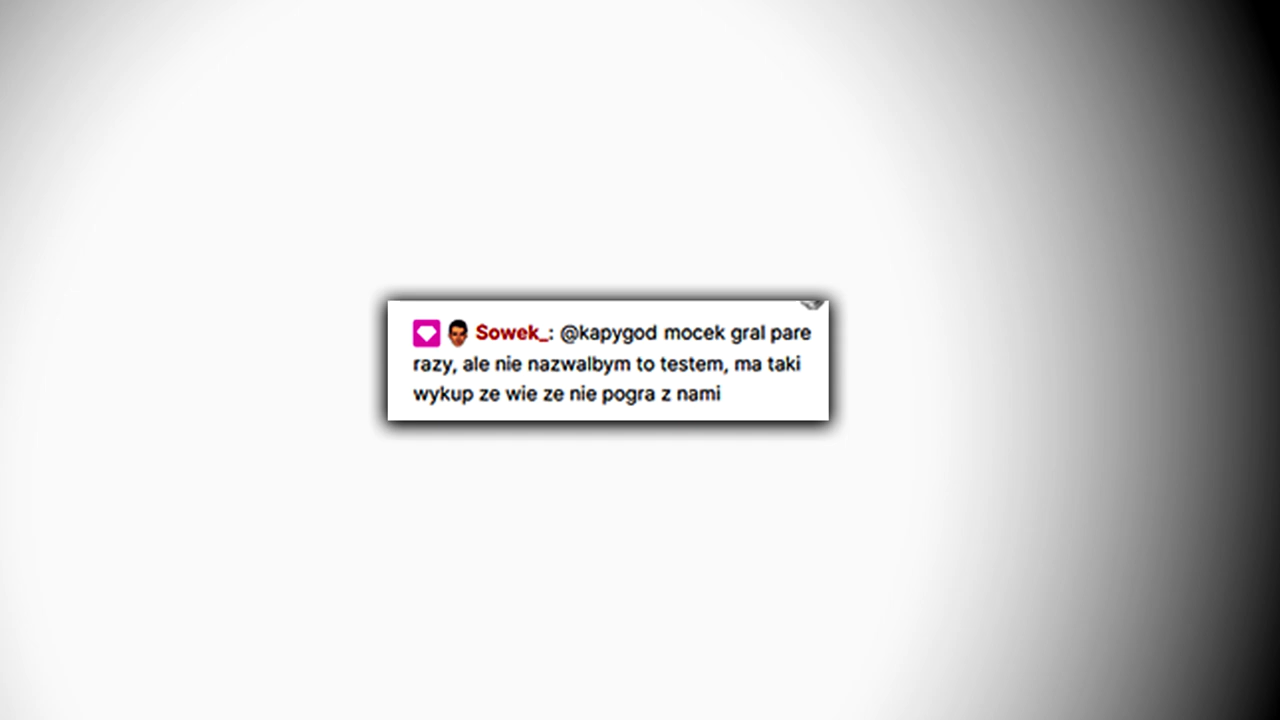 Sowek_: @kapygod mocek gral pare
razy, ale nie nazwalbym to testem, ma taki
wykup ze wie ze nie pogra z nami